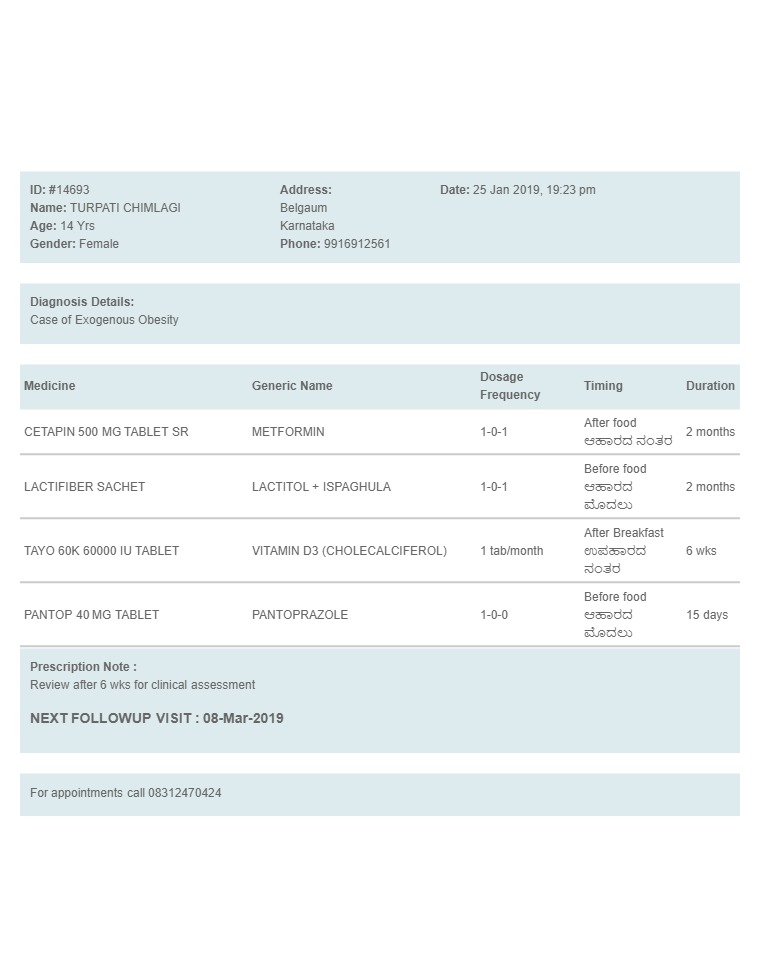 ID: #14693 Address: Date: 25 Jan 2019, 19:23 pm
Name: TURPATI CHIMLAGI Belgaum
Age: 14 Yrs Karnataka
Gender: Female Phone: 9916912561
Diagnosis Details:
Case of Exogenous Obesity
Medicine Generic Name Dosage Frequency Timing Duration
CETAPIN 500 MG TABLET SR METFORMIN 1-0-1 After food ಆಹಾರದ ನಂತರ 2 months
LACTIFIBER SACHET LACTITOL + ISPAGHULA 1-0-1 Before food ಆಹಾರದ ಮೊದಲು 2 months
TAYO 60K 60000 IU TABLET VITAMIN D3 (CHOLECALCIFEROL) 1 tab/month After Breakfast ಉಪಹಾರದ ನಂತರ 6 wks
PANTOP 40 MG TABLET PANTOPRAZOLE 1-0-0 Before food ಆಹಾರದ ಮೊದಲು 15 days
Prescription Note :
Review after 6 wks for clinical assessment
NEXT FOLLOWUP VISIT : 08-Mar-2019
For appointments call 08312470424